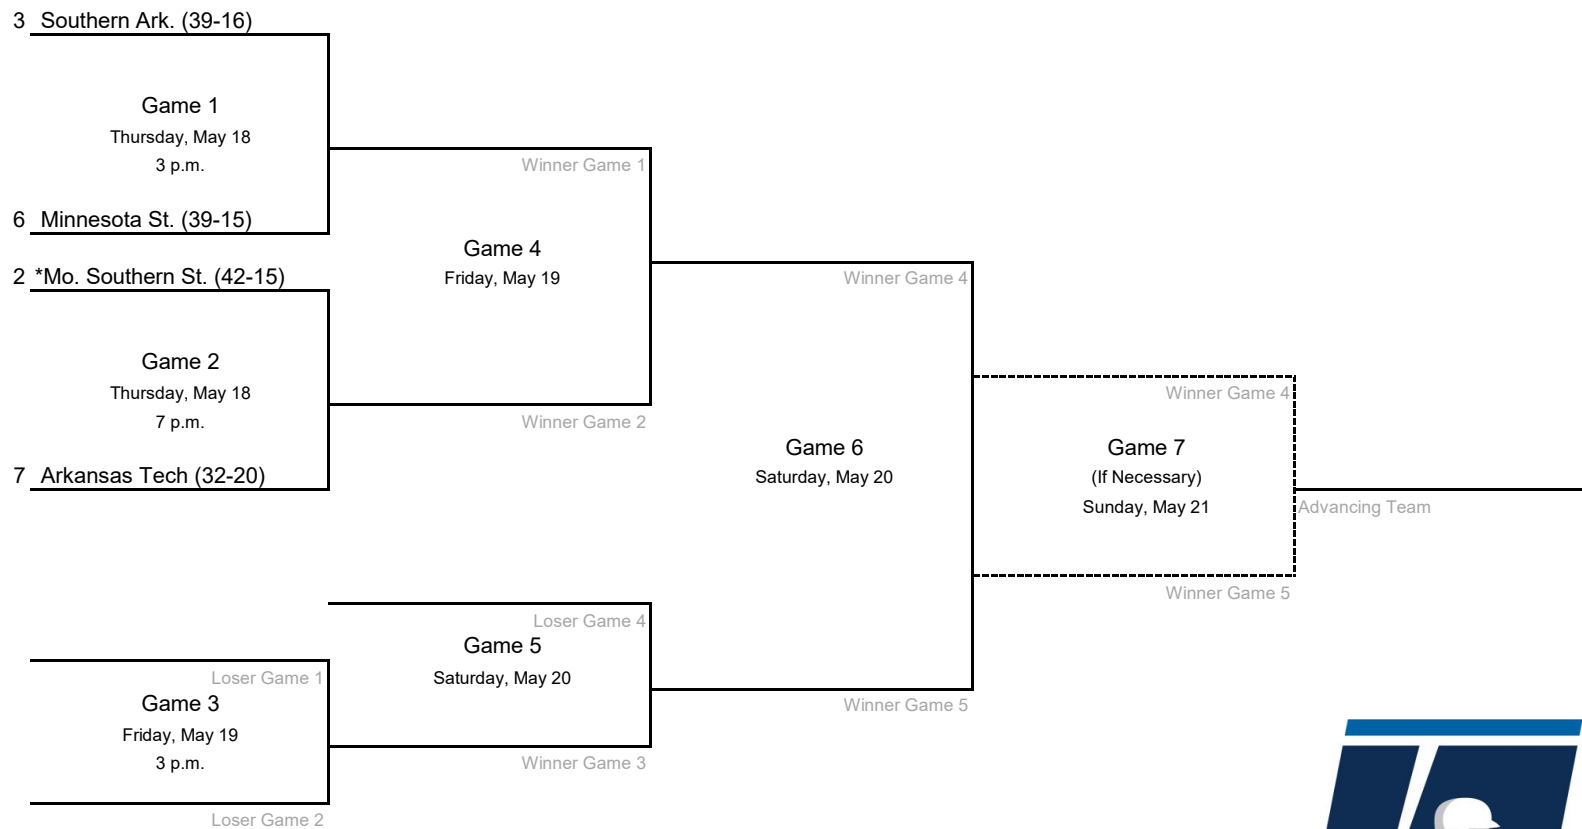 3 Southern Ark. (39-16)
Game 1
Thursday, May 18
3 p.m.
6 Minnesota St. (39-15)
2 *Mo. Southern St. (42-15)
Game 2
Thursday, May 18
7 p.m.
7 Arkansas Tech (32-20)
Loser Game 1
Game 3
Friday, May 19
3 p.m.
Loser Game 2
Winner Game 1
Game 4
Friday, May 19
Winner Game 2
Loser Game 4
Game 5
Saturday, May 20
Winner Game 3
Winner Game 4
Game 6
Saturday, May 20
Winner Game 5
Winner Game 4
Game 7
(If Necessary)
Sunday, May 21
Winner Game 5
Advancing Team